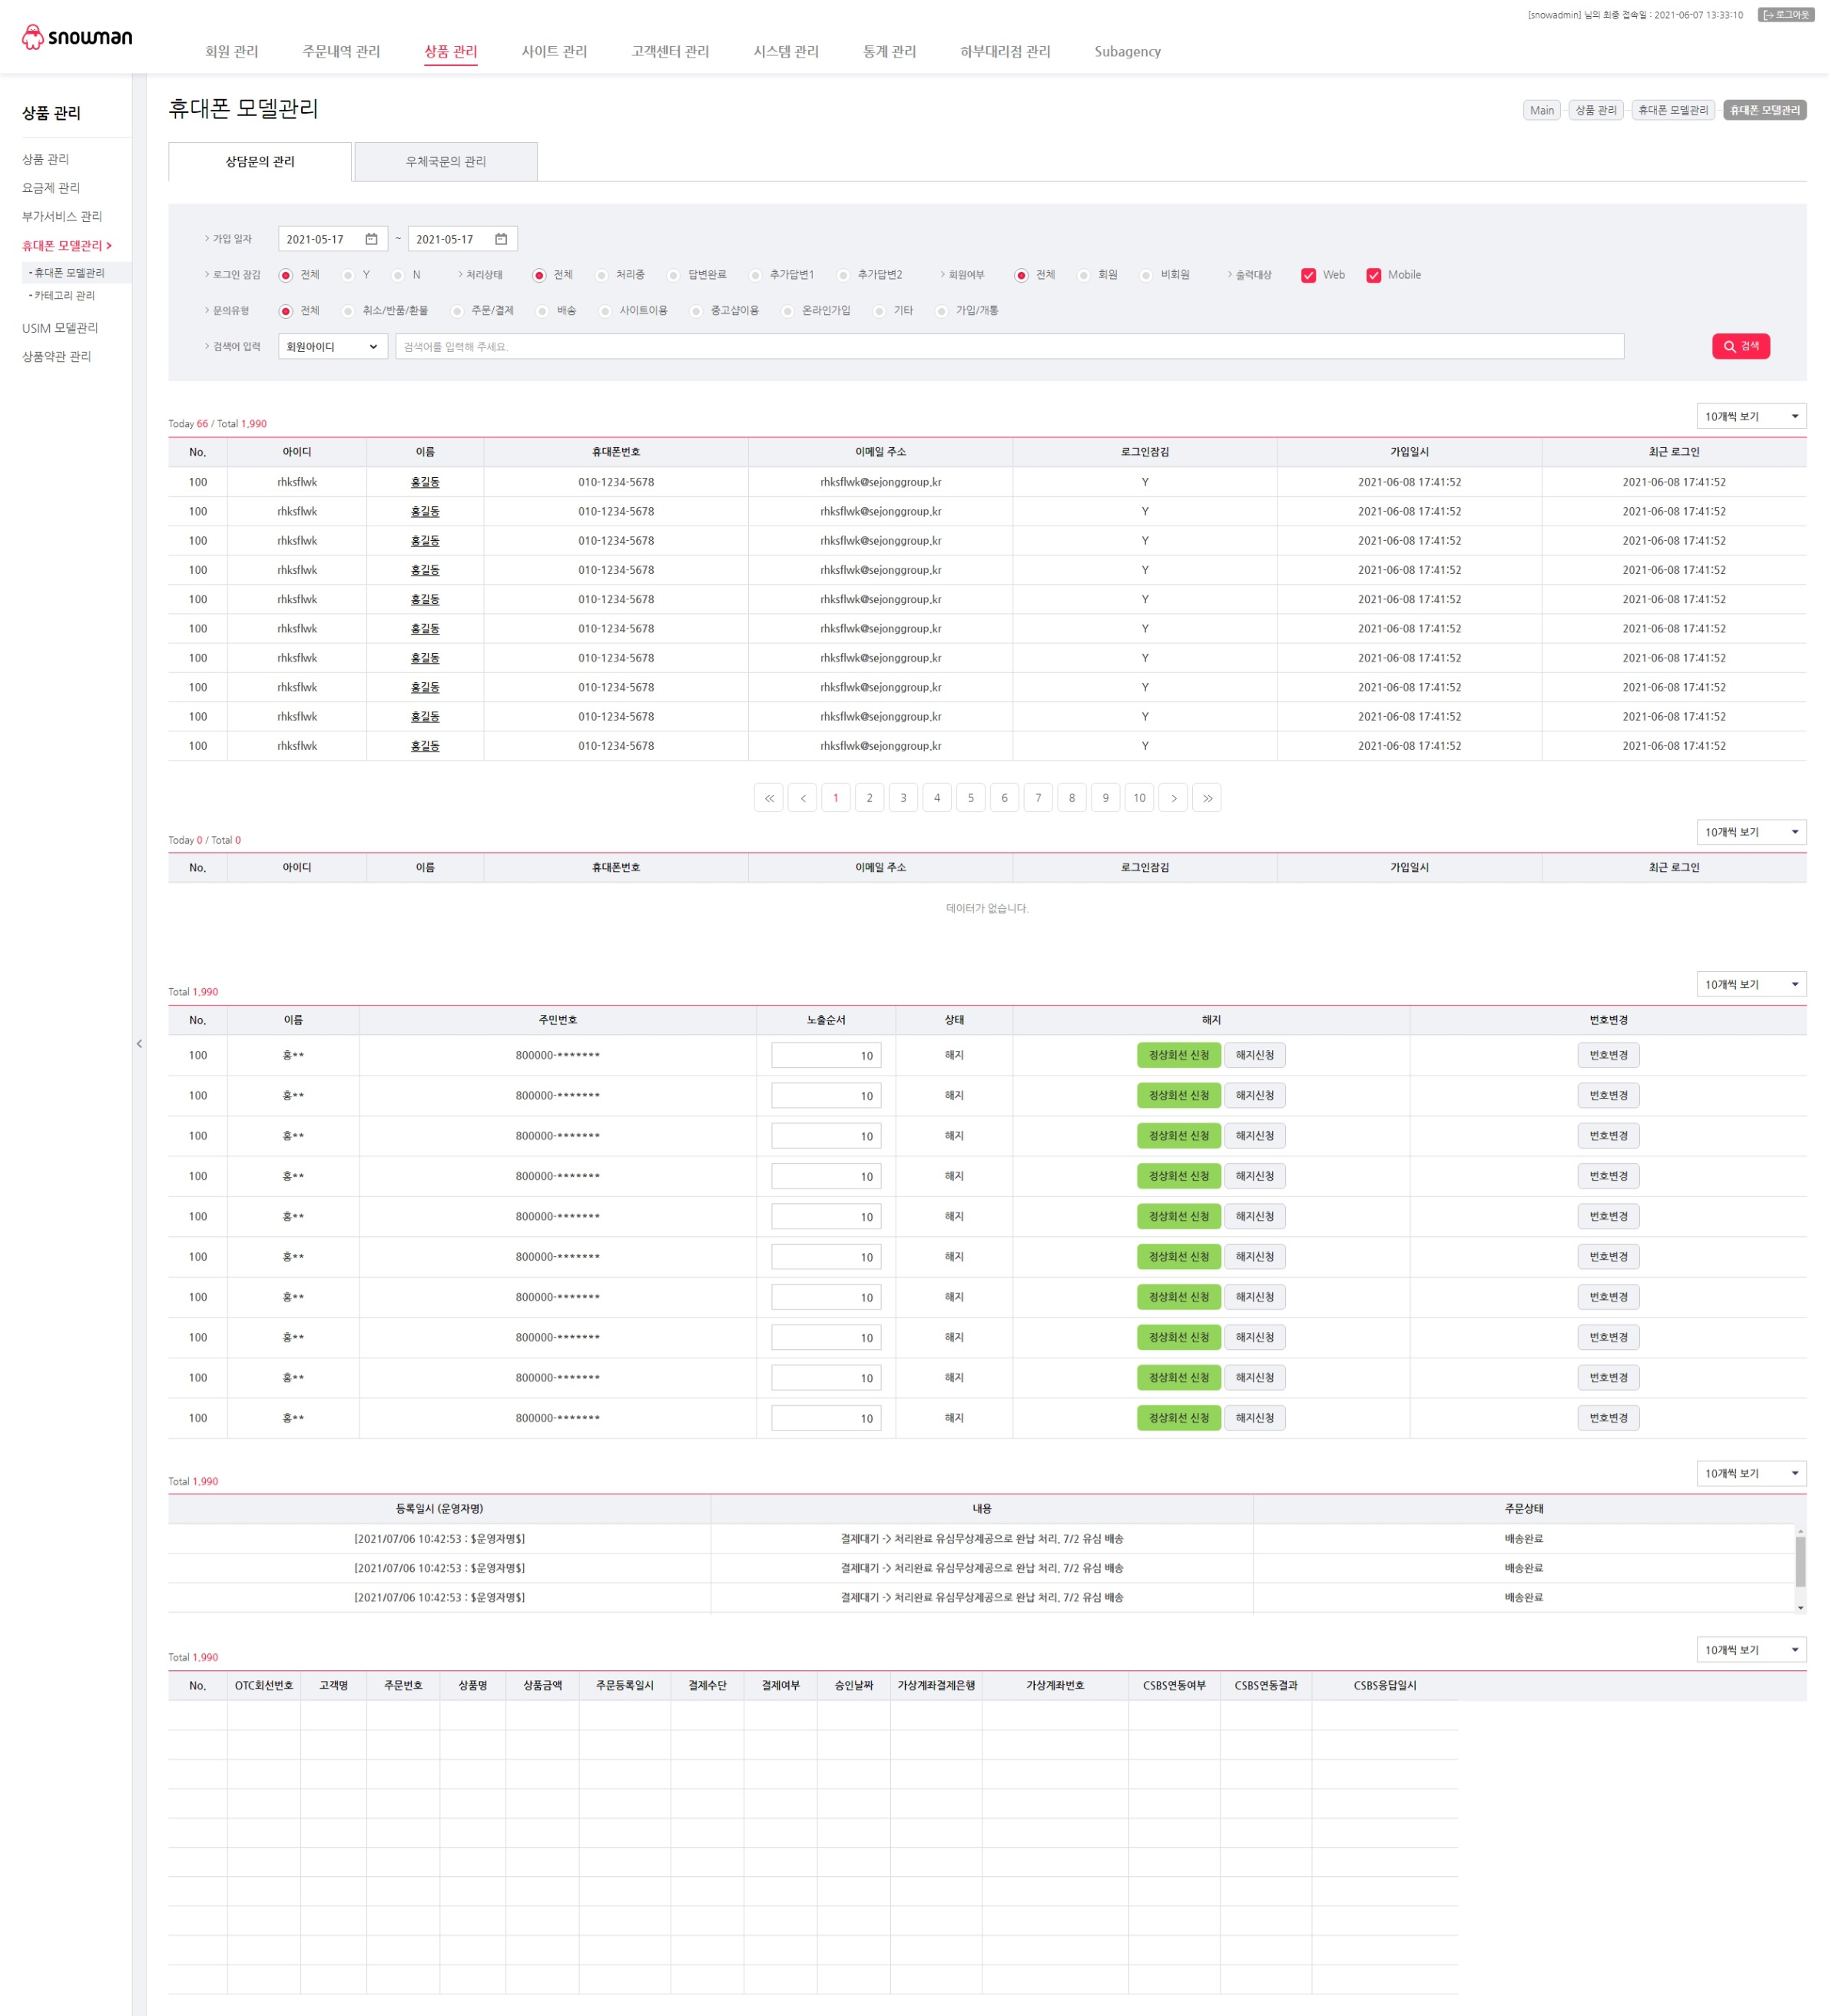 [snowadmin] 님의 최종 접속일 : 2021-06-07 13:33:10 로그아웃
snowman
회원 관리 주문내역 관리 상품 관리 사이트 관리 고객센터 관리 시스템 관리 통계 관리 하부대리점 관리 Subagency
상품 관리
상품 관리
요금제 관리
부가서비스 관리
휴대폰 모델관리 >
- 휴대폰 모델관리
- 카테고리 관리
USIM 모델관리
상품약관 관리
휴대폰 모델관리
Main 상품 관리 휴대폰 모델관리 휴대폰 모델관리
상담문의 관리 우체국문의 관리
> 가입 일자 2021-05-17 ~ 2021-05-17
> 로그인 잠김 전체 Y N > 처리상태 전체 처리중 답변완료 추가답변1 추가답변2 > 회원여부 전체 회원 비회원 > 출력대상 Web Mobile
> 문의유형 전체 취소/반품/환불 주문/결제 배송 사이트이용 중고샵이용 온라인가입 기타 가입/개통
> 검색어 입력 회원아이디 검색어를 입력해 주세요. 검색
Today 66 / Total 1,990 10개씩 보기
No. 아이디 이름 휴대폰번호 이메일 주소 로그인잠김 가입일시 최근 로그인
100 rhksflwk 홍길동 010-1234-5678 rhksflwk@sejonggroup.kr Y 2021-06-08 17:41:52 2021-06-08 17:41:52
100 rhksflwk 홍길동 010-1234-5678 rhksflwk@sejonggroup.kr Y 2021-06-08 17:41:52 2021-06-08 17:41:52
100 rhksflwk 홍길동 010-1234-5678 rhksflwk@sejonggroup.kr Y 2021-06-08 17:41:52 2021-06-08 17:41:52
100 rhksflwk 홍길동 010-1234-5678 rhksflwk@sejonggroup.kr Y 2021-06-08 17:41:52 2021-06-08 17:41:52
100 rhksflwk 홍길동 010-1234-5678 rhksflwk@sejonggroup.kr Y 2021-06-08 17:41:52 2021-06-08 17:41:52
100 rhksflwk 홍길동 010-1234-5678 rhksflwk@sejonggroup.kr Y 2021-06-08 17:41:52 2021-06-08 17:41:52
100 rhksflwk 홍길동 010-1234-5678 rhksflwk@sejonggroup.kr Y 2021-06-08 17:41:52 2021-06-08 17:41:52
100 rhksflwk 홍길동 010-1234-5678 rhksflwk@sejonggroup.kr Y 2021-06-08 17:41:52 2021-06-08 17:41:52
100 rhksflwk 홍길동 010-1234-5678 rhksflwk@sejonggroup.kr Y 2021-06-08 17:41:52 2021-06-08 17:41:52
100 rhksflwk 홍길동 010-1234-5678 rhksflwk@sejonggroup.kr Y 2021-06-08 17:41:52 2021-06-08 17:41:52
« < 1 2 3 4 5 6 7 8 9 10 > »
Today 0 / Total 0 10개씩 보기
No. 아이디 이름 휴대폰번호 이메일 주소 로그인잠김 가입일시 최근 로그인
데이터가 없습니다.
Total 1,990 10개씩 보기
No. 이름 주민번호 노출순서 상태 해지 번호변경
100 홍** 800000-******* 10 해지 정상회선 신청 해지신청 번호변경
100 홍** 800000-******* 10 해지 정상회선 신청 해지신청 번호변경
100 홍** 800000-******* 10 해지 정상회선 신청 해지신청 번호변경
100 홍** 800000-******* 10 해지 정상회선 신청 해지신청 번호변경
100 홍** 800000-******* 10 해지 정상회선 신청 해지신청 번호변경
100 홍** 800000-******* 10 해지 정상회선 신청 해지신청 번호변경
100 홍** 800000-******* 10 해지 정상회선 신청 해지신청 번호변경
100 홍** 800000-******* 10 해지 정상회선 신청 해지신청 번호변경
100 홍** 800000-******* 10 해지 정상회선 신청 해지신청 번호변경
100 홍** 800000-******* 10 해지 정상회선 신청 해지신청 번호변경
Total 1,990 10개씩 보기
등록일시 (운영자명) 내용 주문상태
[2021/07/06 10:42:53 : $운영자명$] 결제대기 -> 처리완료 유심무상제공으로 완납 처리, 7/2 유심 배송 배송완료
[2021/07/06 10:42:53 : $운영자명$] 결제대기 -> 처리완료 유심무상제공으로 완납 처리, 7/2 유심 배송 배송완료
[2021/07/06 10:42:53 : $운영자명$] 결제대기 -> 처리완료 유심무상제공으로 완납 처리, 7/2 유심 배송 배송완료
Total 1,990 10개씩 보기
No. OTC회선번호 고객명 주문번호 상품명 상품금액 주문등록일시 결제수단 결제여부 승인날짜 가상계좌결제은행 가상계좌번호 CSBS연동여부 CSBS연동결과 CSBS응답일시